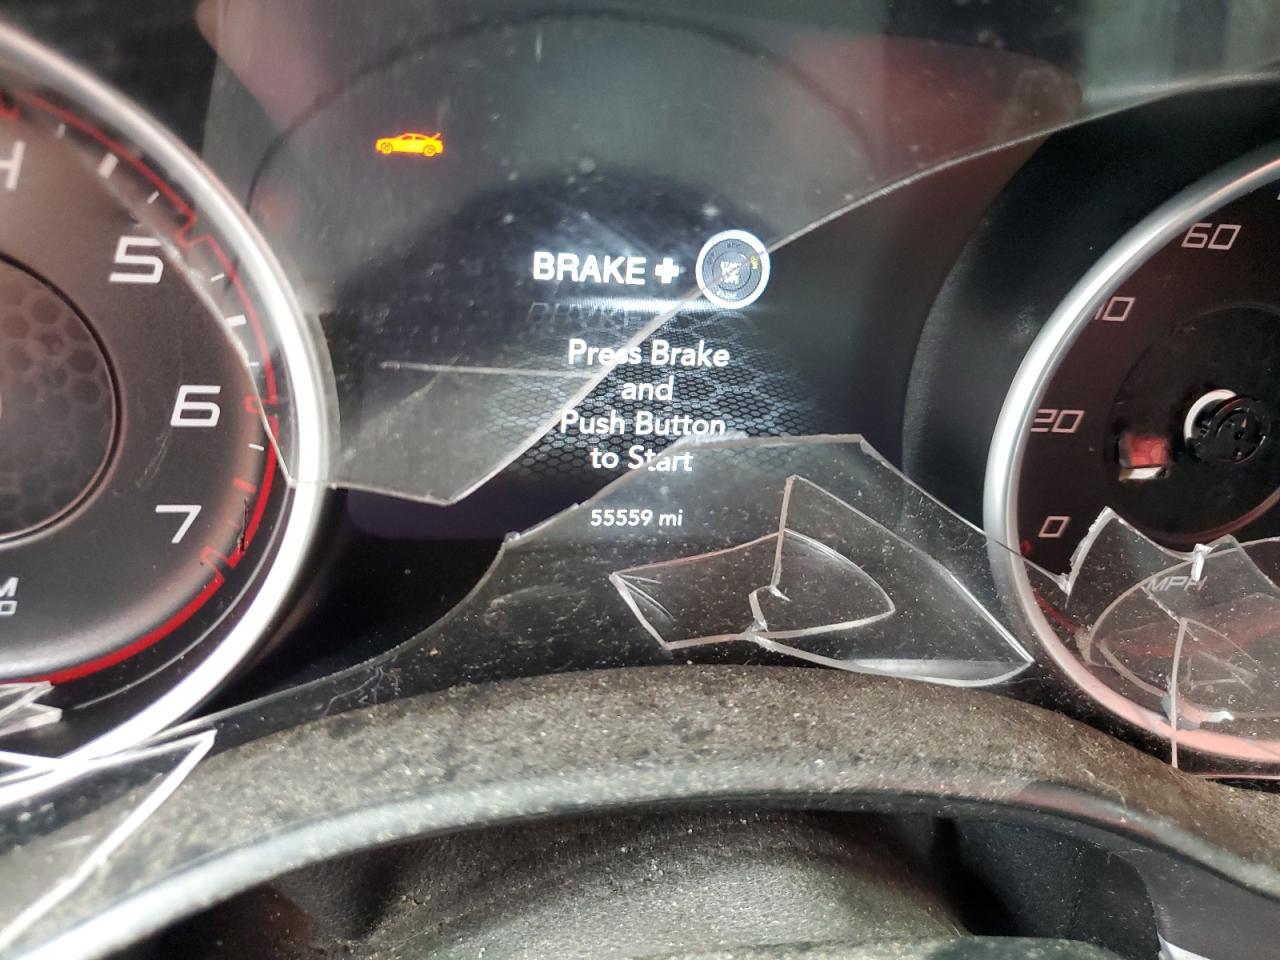 5
6
7
BRAKE +
Press Brake
and
Push Button
to Start
55559 mi
60
20
0
MPH